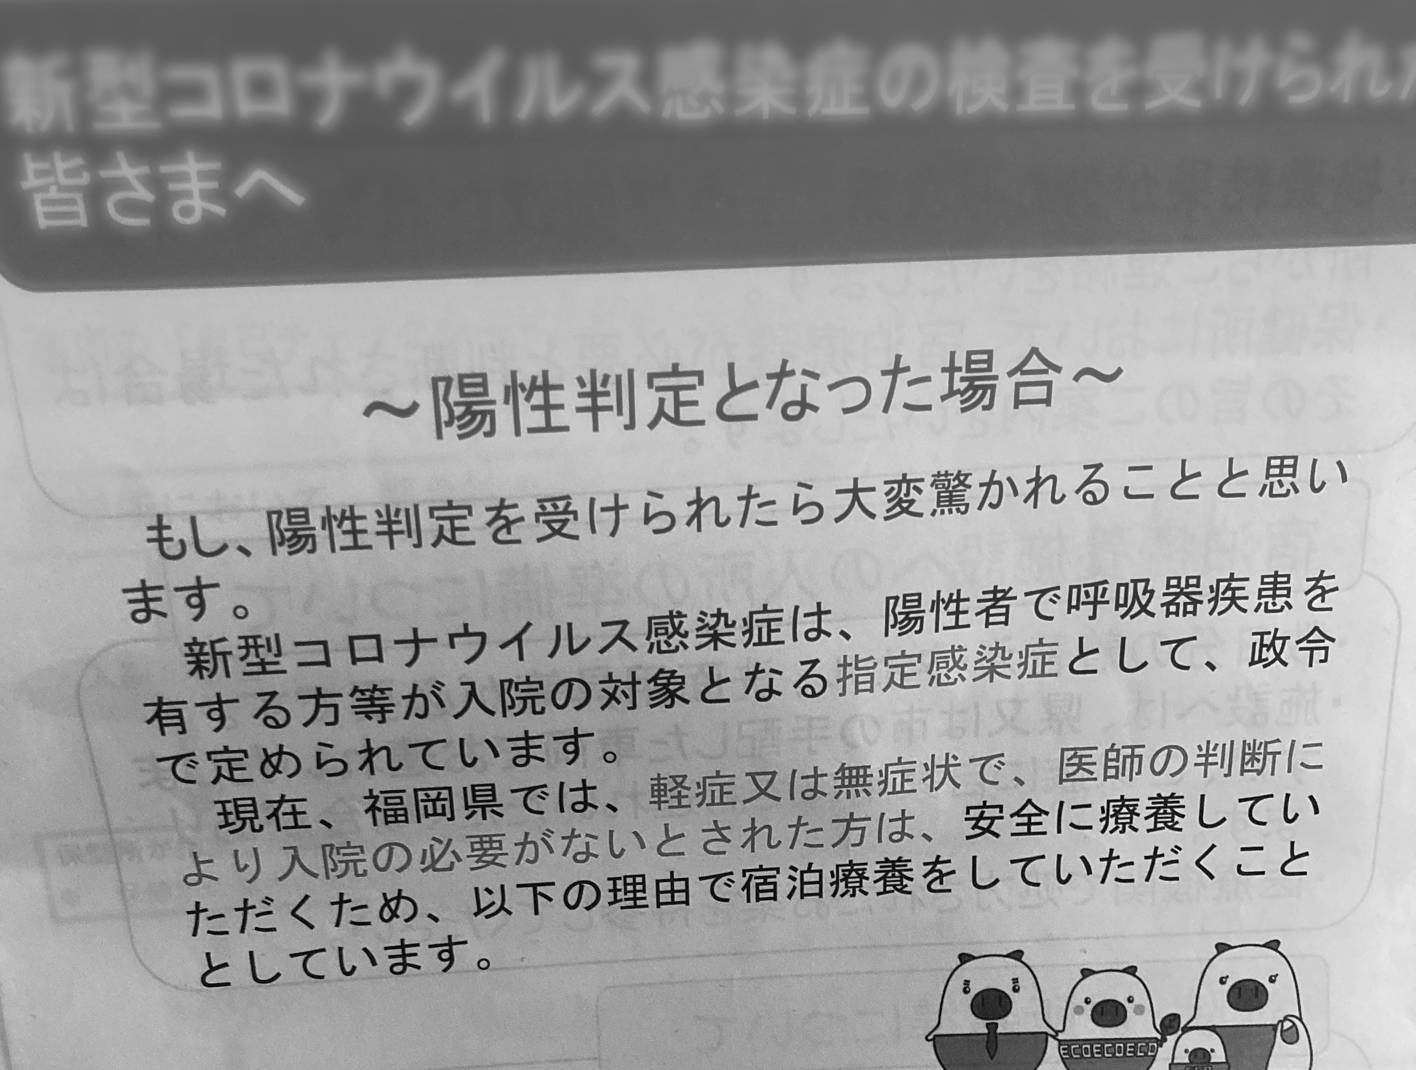 新型コロナウイルス感染症の検査を受けられた
皆さまへ
～陽性判定となった場合～
もし、陽性判定を受けられたら大変驚かれることと思い
ます。
新型コロナウイルス感染症は、陽性者で呼吸器疾患を
有する方等が入院の対象となる指定感染症として、政令
で定められています。
現在、福岡県では、軽症又は無症状で、医師の判断に
より入院の必要がないとされた方は、安全に療養してい
ただくため、以下の理由で宿泊療養をしていただくこと
としています。
ECOECOECO